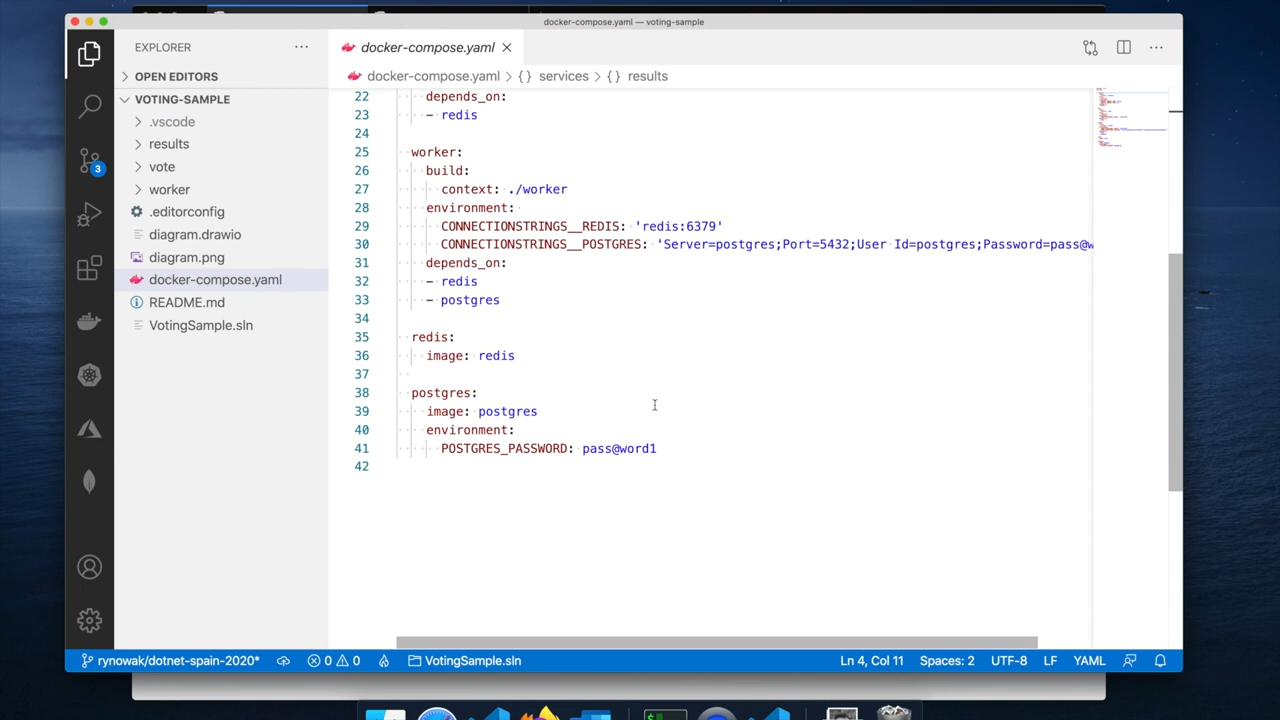 docker-compose.yaml — voting-sample
EXPLORER
docker-compose.yaml
OPEN EDITORS
docker-compose.yaml > {} services > {} results
VOTING-SAMPLE
.vscode
results
vote
worker
.editorconfig
diagram.drawio
diagram.png
docker-compose.yaml
README.md
VotingSample.sln
3
22 depends_on:
23 - redis
24
25 worker:
26 build:
27 context: ./worker
28 environment:
29 CONNECTIONSTRINGS__REDIS: 'redis:6379'
30 CONNECTIONSTRINGS__POSTGRES: 'Server=postgres;Port=5432;User Id=postgres;Password=pass@w
31 depends_on:
32 - redis
33 - postgres
34
35 redis:
36 image: redis
37
38 postgres:
39 image: postgres
40 environment:
41 POSTGRES_PASSWORD: pass@word1
42
rynowak/dotnet-spain-2020* 0 0 VotingSample.sln Ln 4, Col 11 Spaces: 2 UTF-8 LF YAML